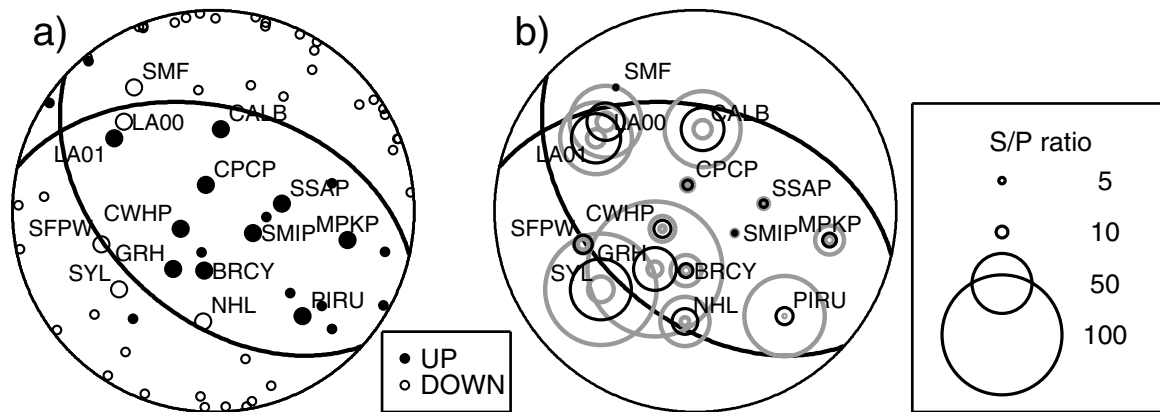 a)
SMF
LA00
CALB
LA01
CPCP
SSAP
CWHP
SFPW
SMIP
MPKP
GRH
SYL
BRCY
NHL
PIRU
UP
DOWN
b)
SMF
LA00
CALB
LA01
CPCP
SSAP
CWHP
SFPW
SMIP
MPKP
GRH
SYL
BRCY
NHL
PIRU
S/P ratio
5
10
50
100